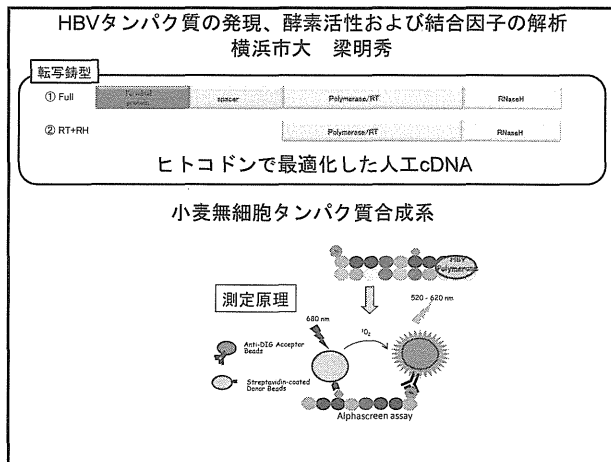 HBVタンパク質の発現、酵素活性および結合因子の解析
横浜市大 梁明秀
転写鋳型
① Full spacer Polymerase/RT RNaseH
② RT+RH Polymerase/RT RNaseH
ヒトコドンで最適化した人工cDNA
小麦無細胞タンパク質合成系
HBV
Polymerase
測定原理
680 nm
520 - 620 nm
¹O₂
Anti-DIG Acceptor
Beads
Streptavidin-coated
Donor Beads
Alphascreen assay